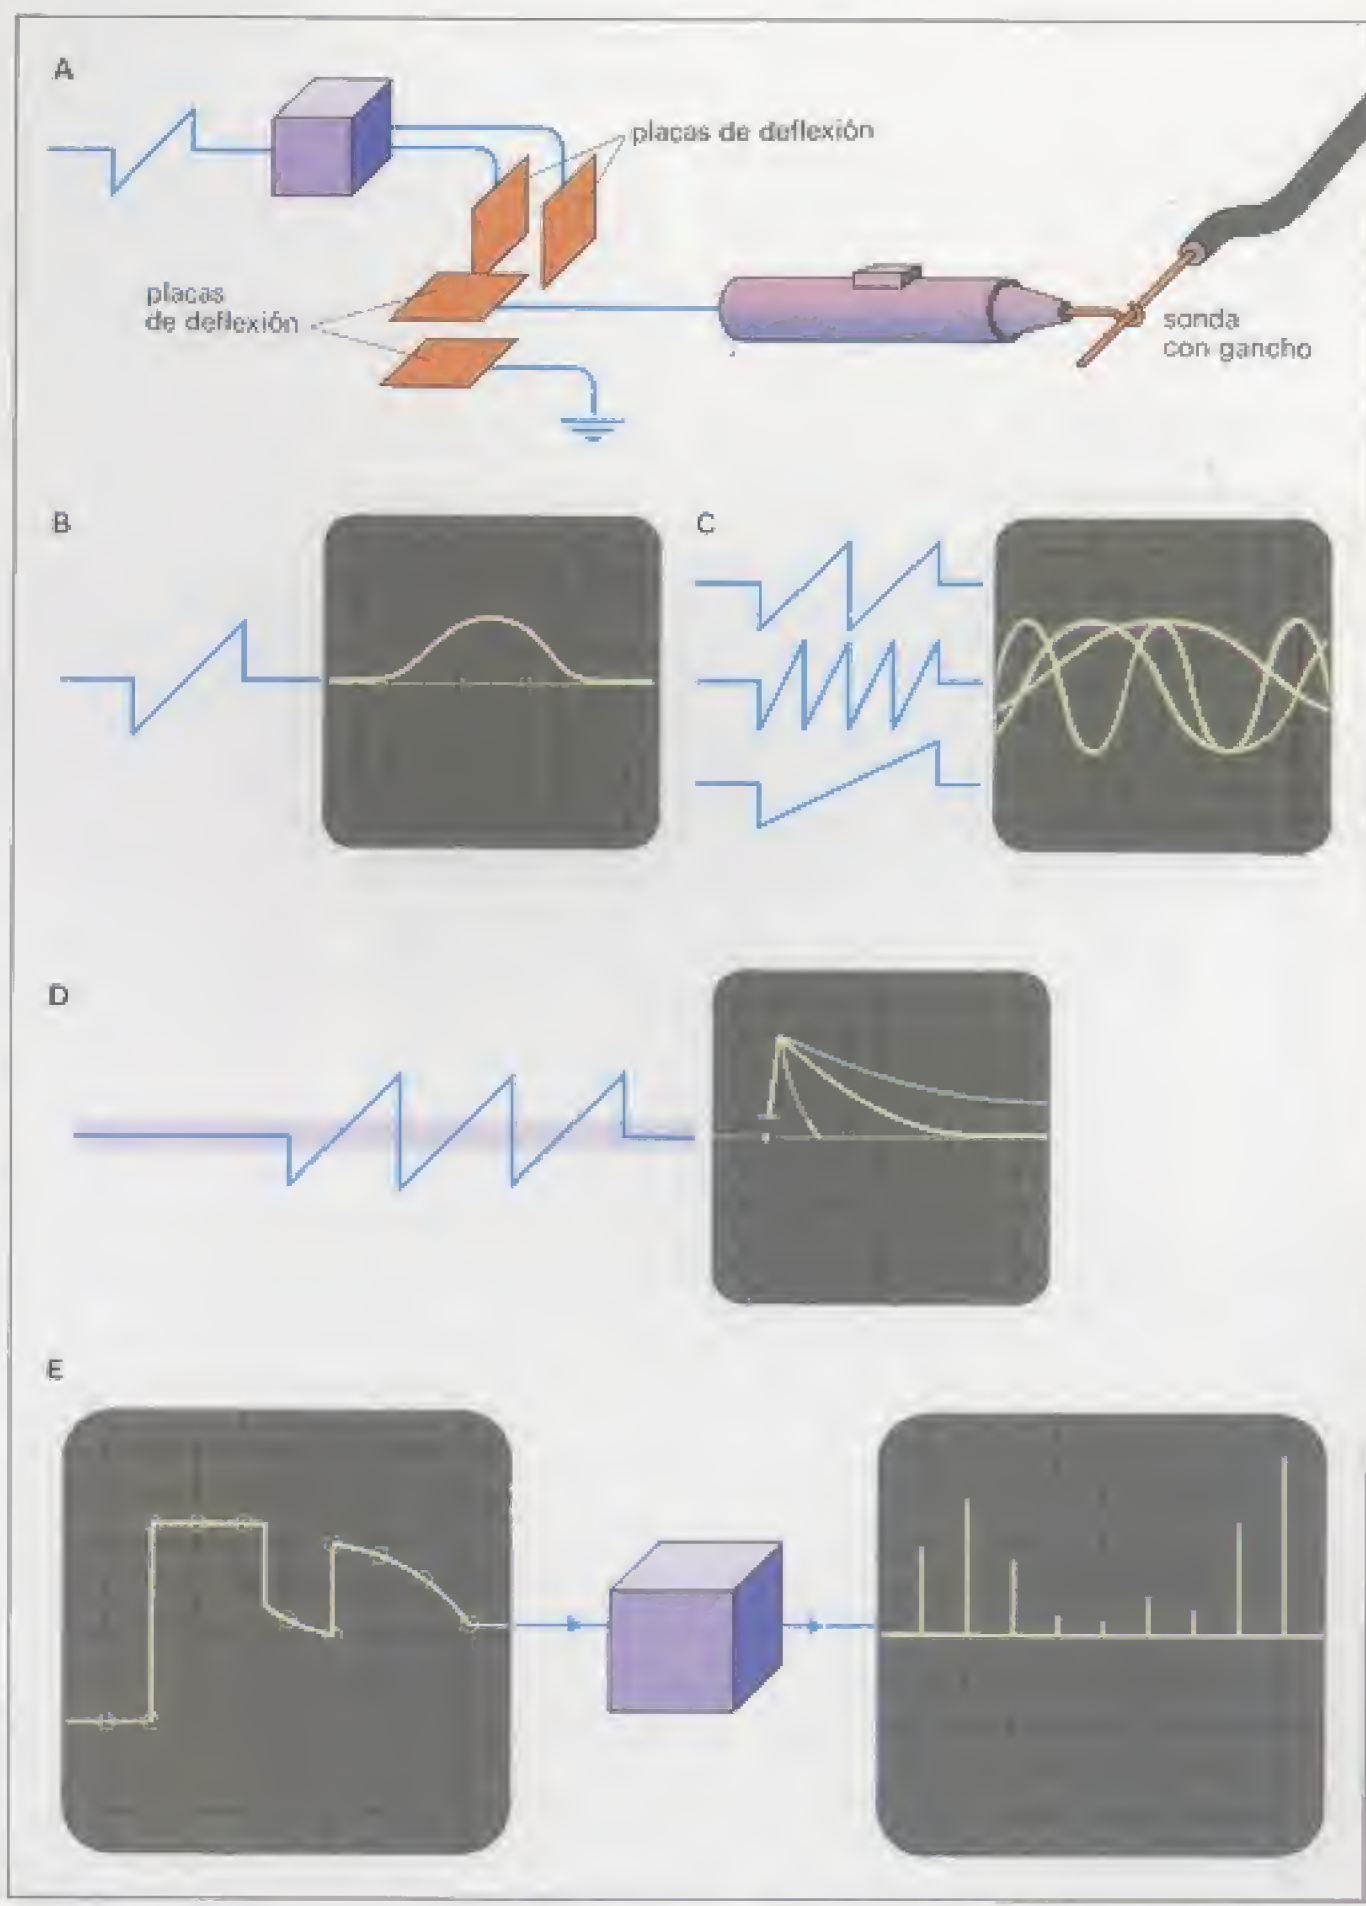 A
placas de deflexión
placas
de deflexión
sonda
con gancho
B
C
D
E